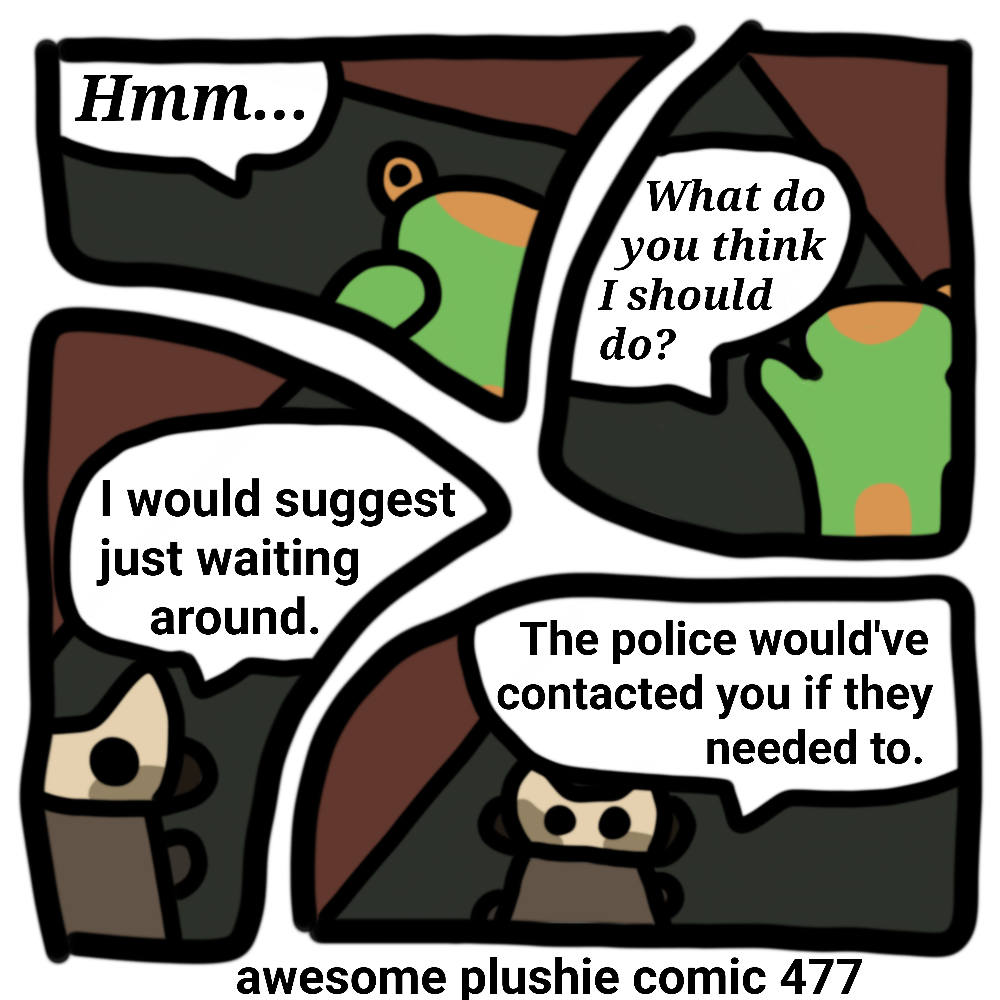 Hmm...
What do
you think
I should
do?
I would suggest
just waiting
around.
The police would've
contacted you if they
needed to.
awesome plushie comic 477